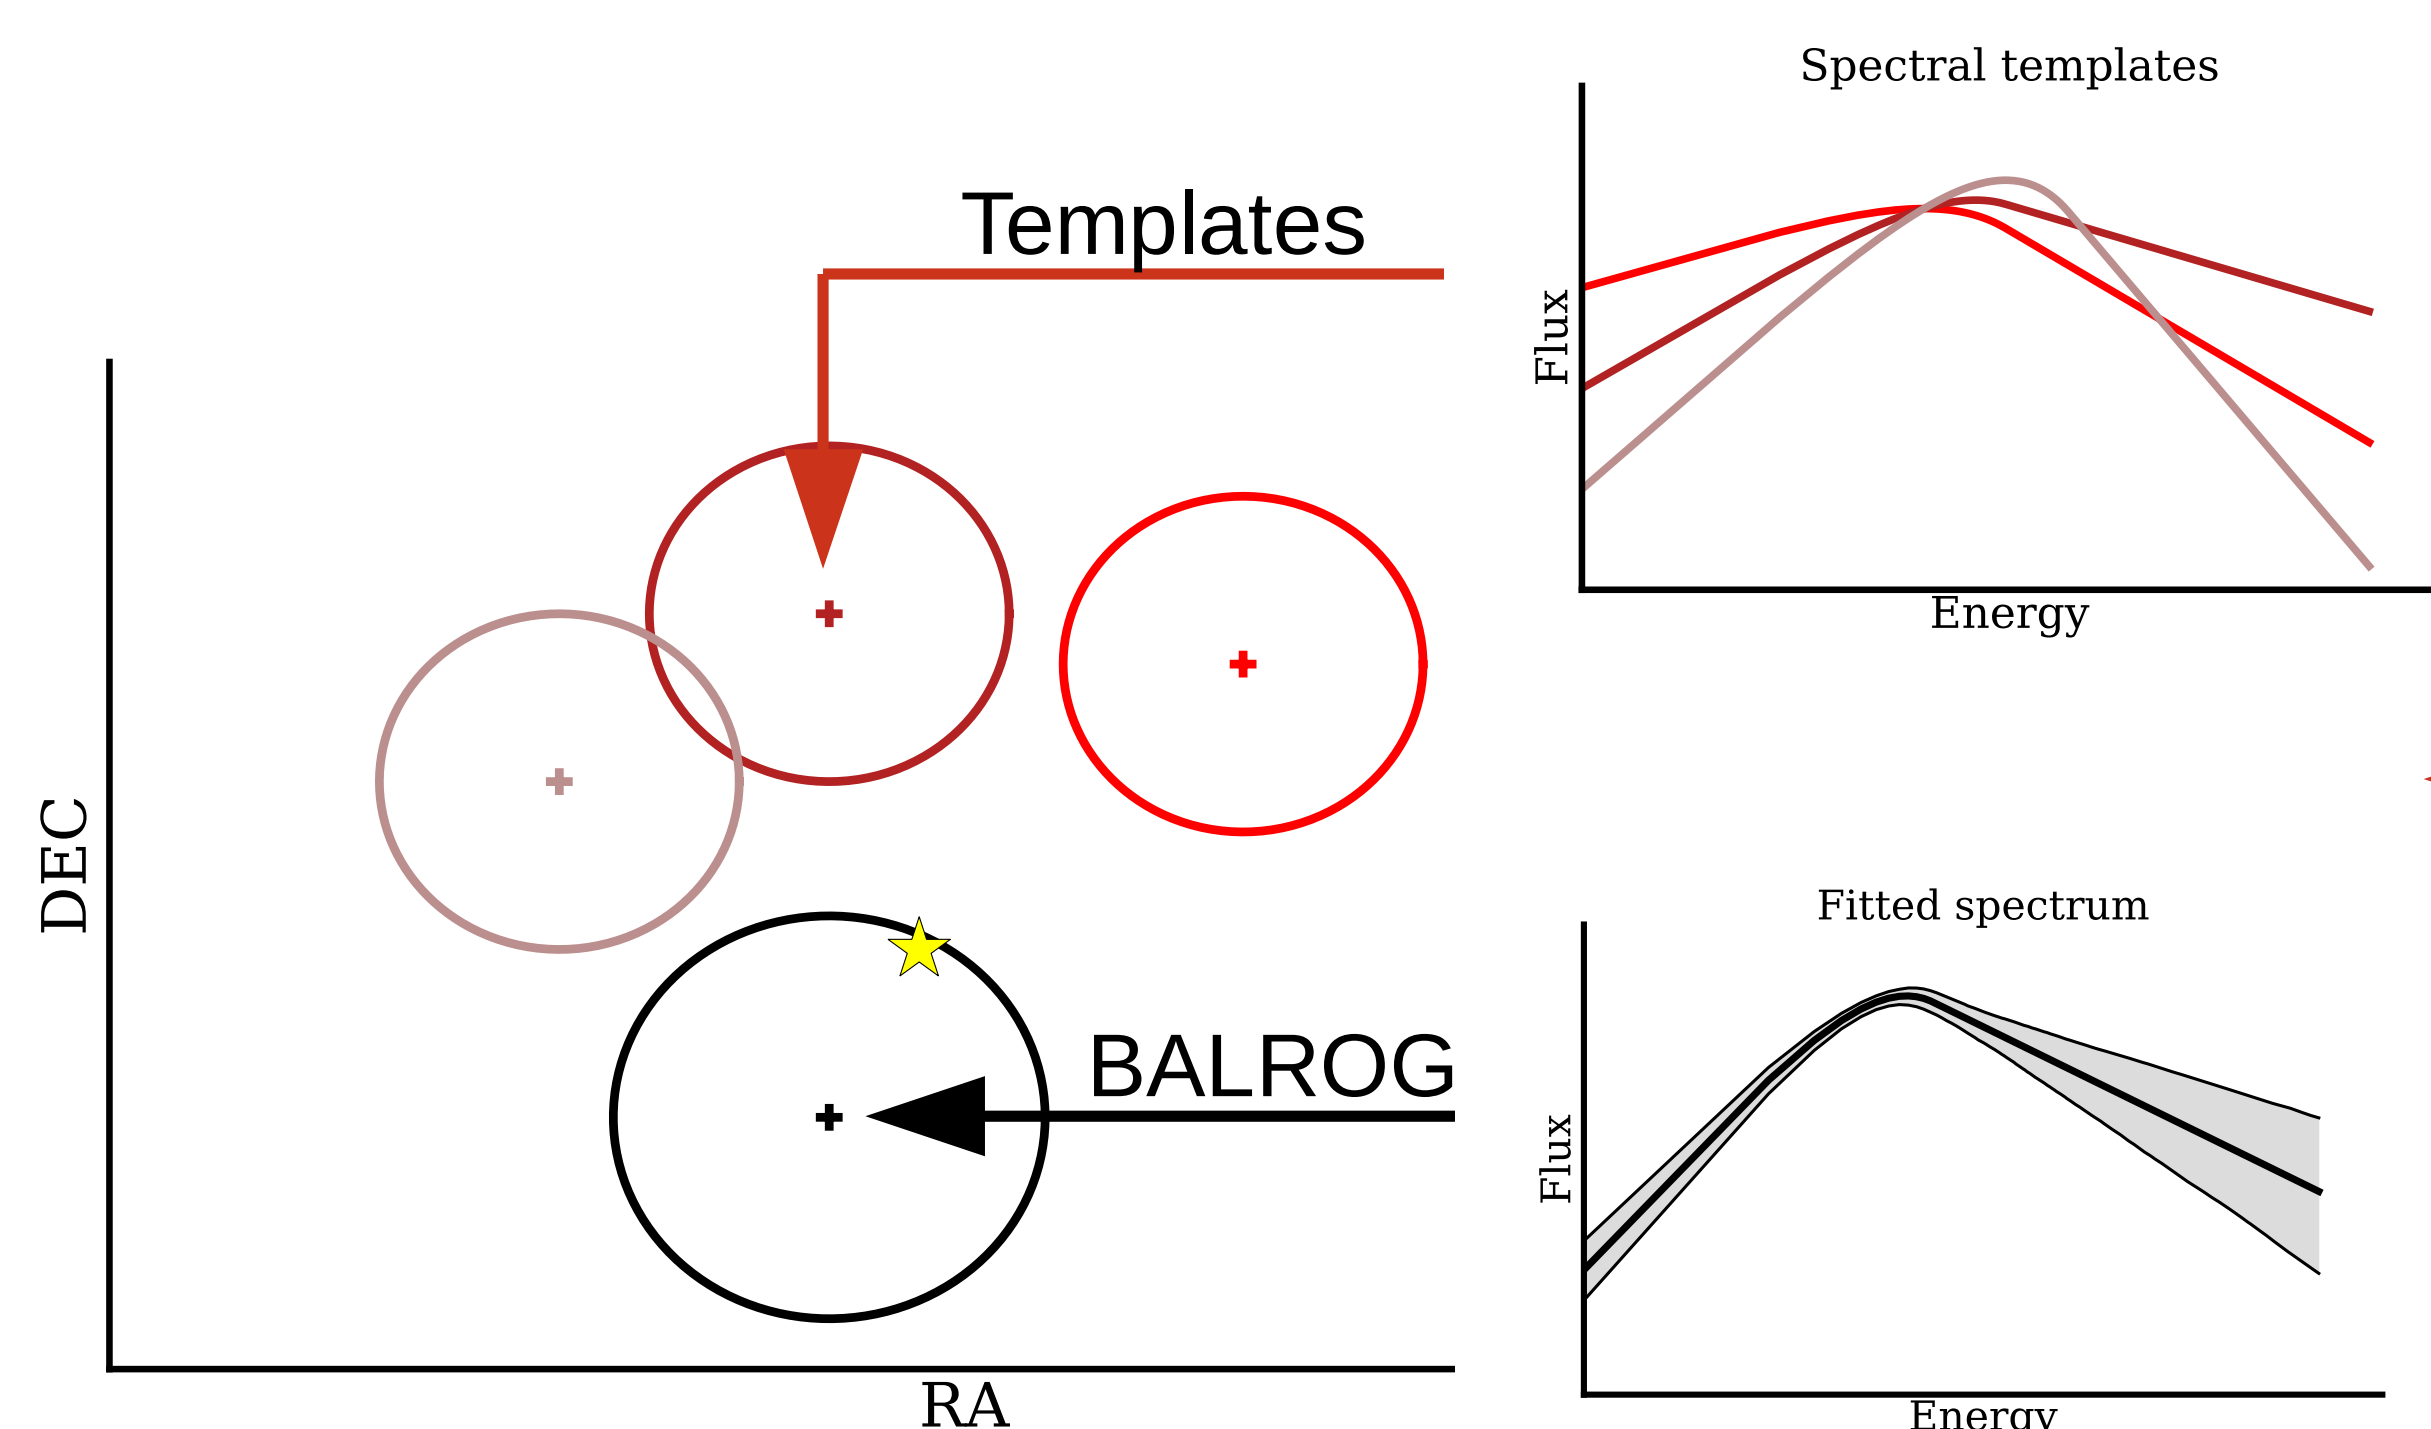 Templates
DEC
BALROG
RA
Spectral templates
Flux
Energy
Fitted spectrum
Flux
Energy